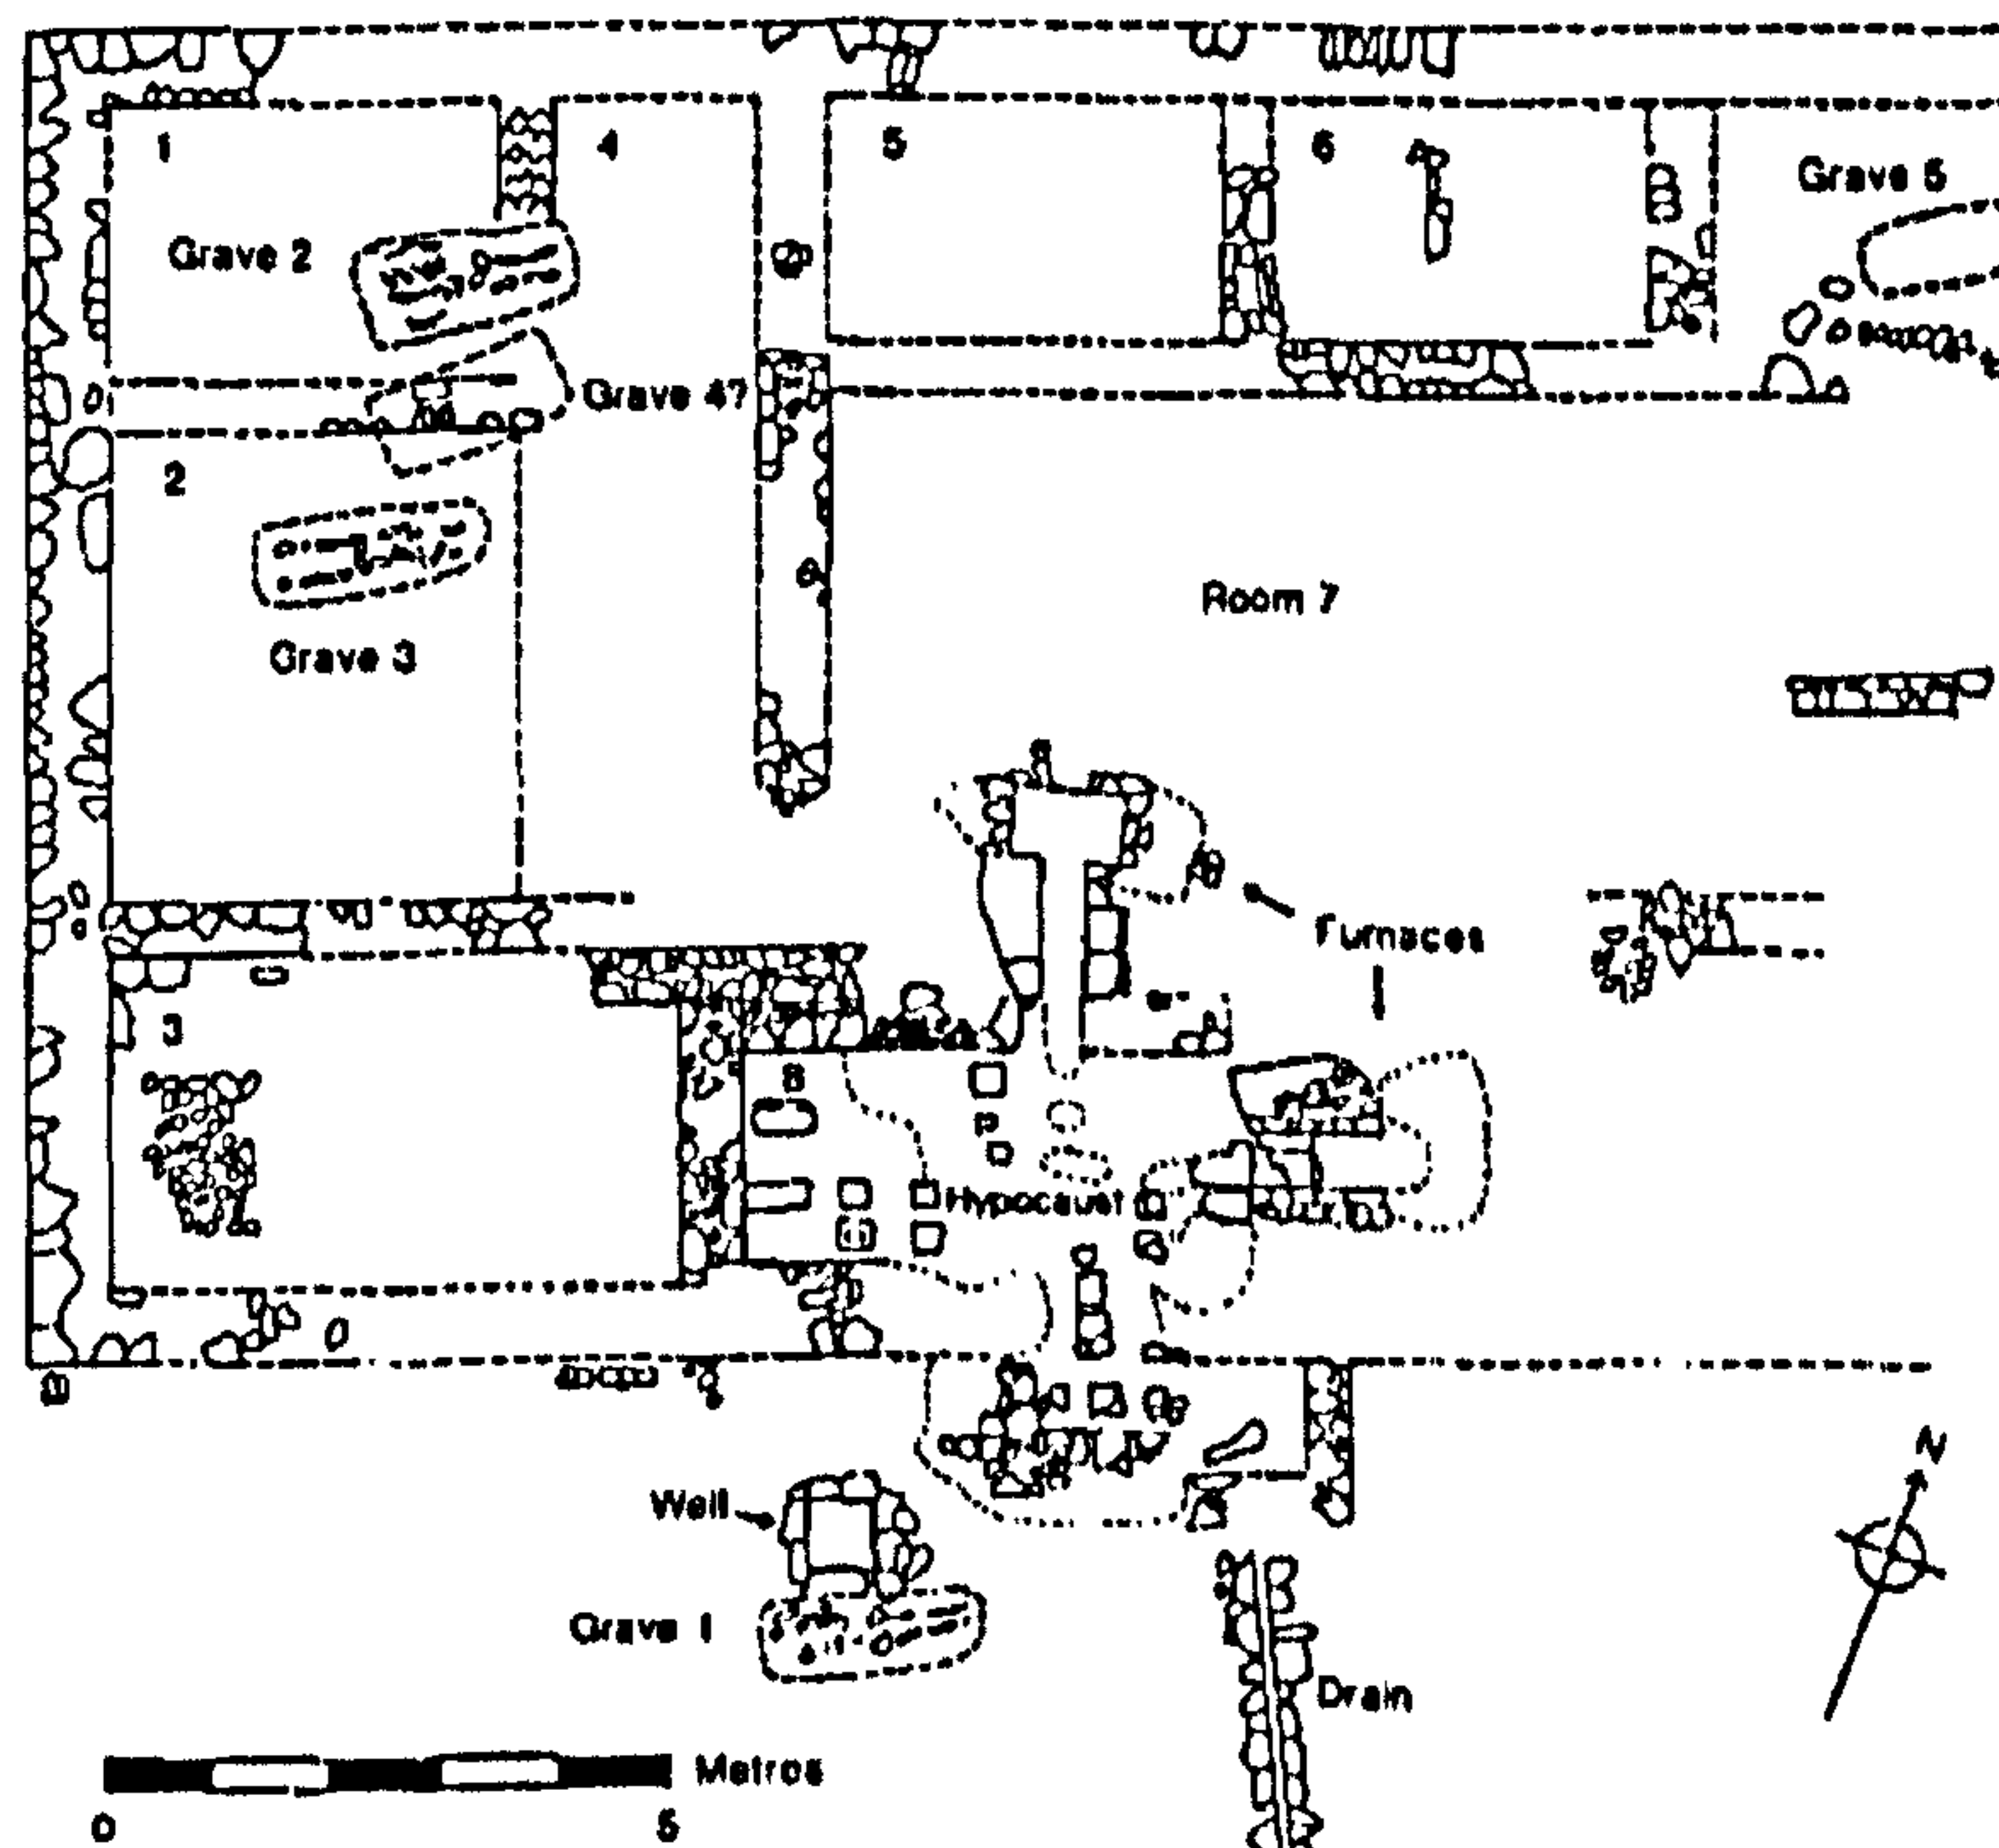 1
4
5
6
Grave 5
Grave 2
Grave 4?
2
Room 7
Grave 3
Furnaces
3
8
Hypocaust
N
Well
Grave 1
Drain
Metres
0
5